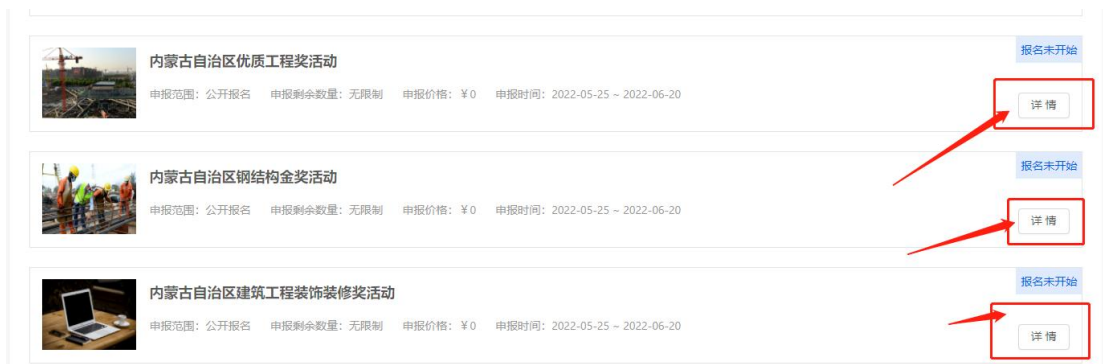 报名未开始
内蒙古自治区优质工程奖活动
申报范围：公开报名 申报剩余数量：无限制 申报价格：￥0 申报时间：2022-05-25 ~ 2022-06-20
详 情
报名未开始
内蒙古自治区钢结构金奖活动
申报范围：公开报名 申报剩余数量：无限制 申报价格：￥0 申报时间：2022-05-25 ~ 2022-06-20
详 情
报名未开始
内蒙古自治区建筑工程装饰装修奖活动
申报范围：公开报名 申报剩余数量：无限制 申报价格：￥0 申报时间：2022-05-25 ~ 2022-06-20
详 情